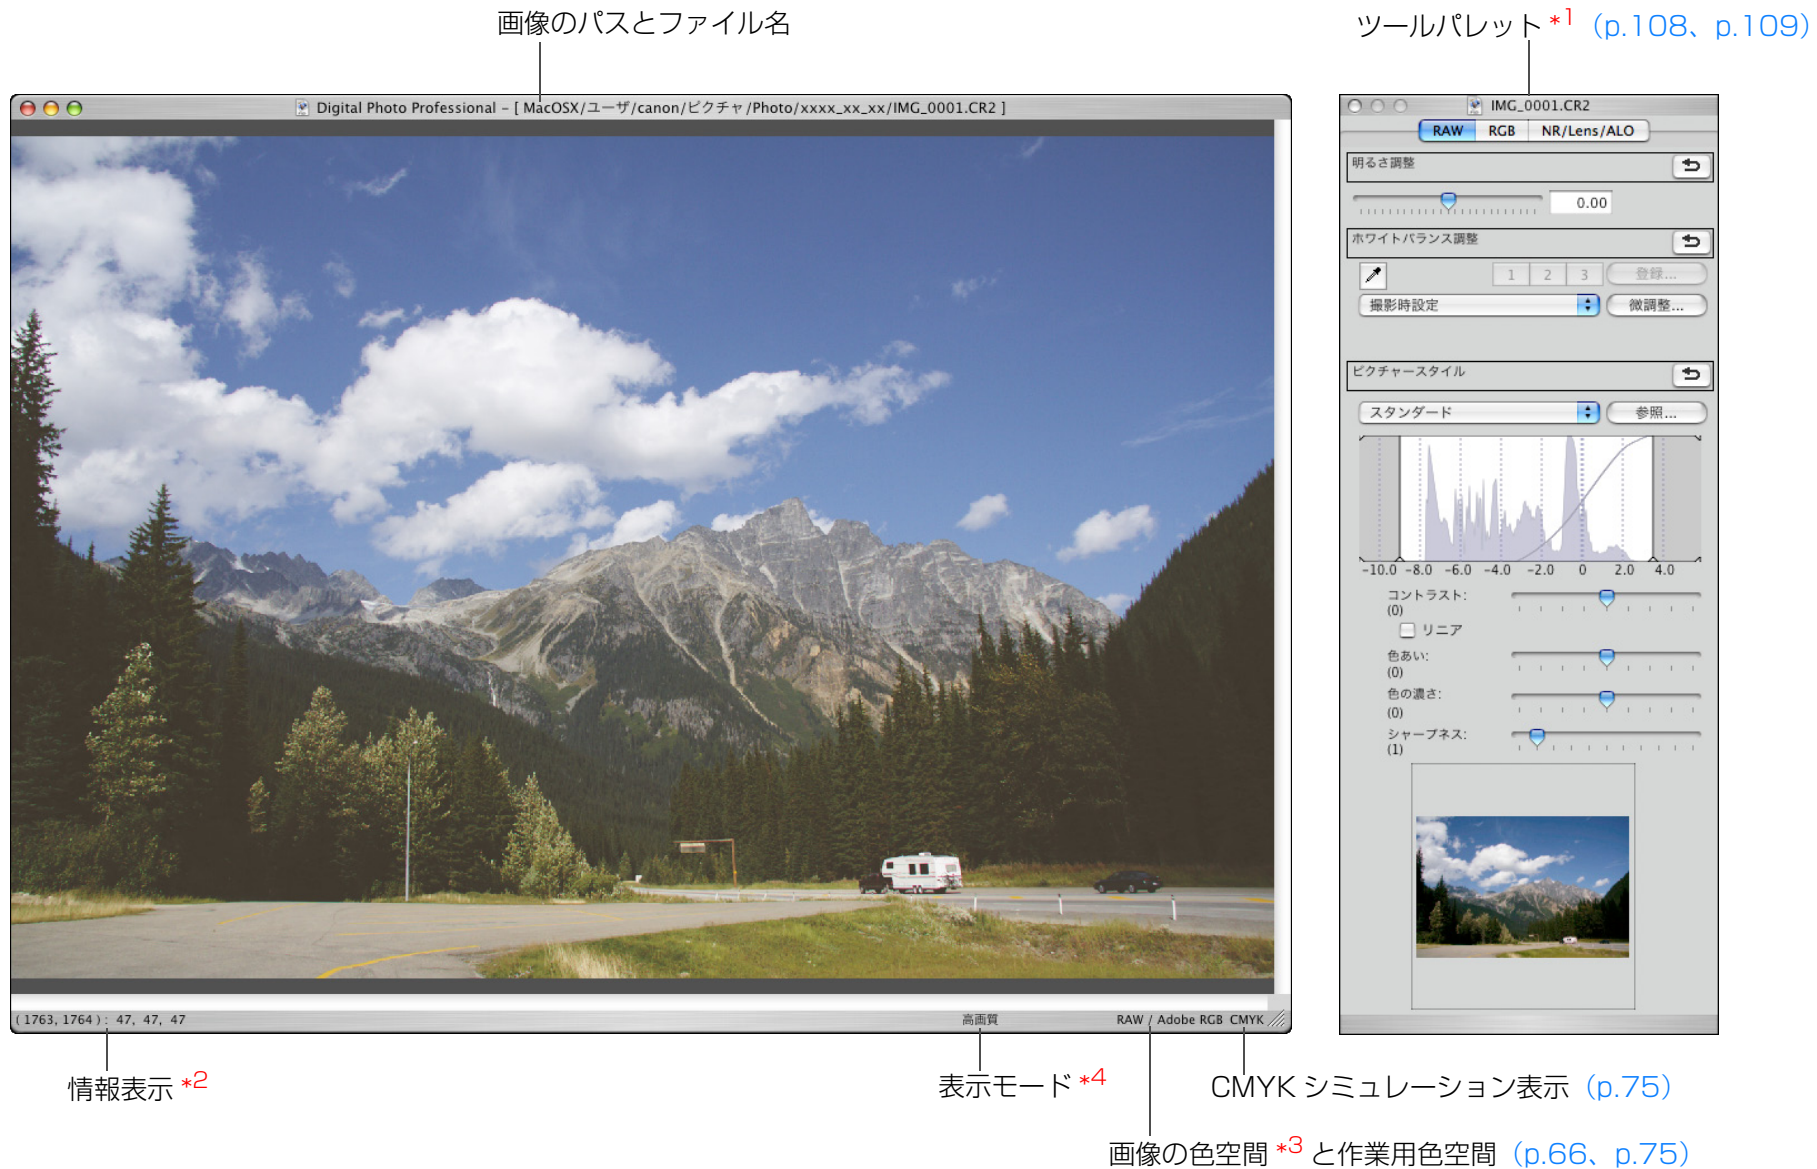 画像のパスとファイル名
ツールパレット *1 (p.108、p.109)
Digital Photo Professional – [ MacOSX/ユーザ/canon/ピクチャ/Photo/xxxx_xx_xx/IMG_0001.CR2 ]
IMG_0001.CR2
RAW RGB NR/Lens/ALO
明るさ調整
0.00
ホワイトバランス調整
1 2 3 登録...
撮影時設定 微調整...
ピクチャースタイル
スタンダード 参照...
-10.0 -8.0 -6.0 -4.0 -2.0 0 2.0 4.0
コントラスト:
(0)
リニア
色あい:
(0)
色の濃さ:
(0)
シャープネス:
(1)
(1763, 1764) : 47, 47, 47
高画質
RAW / Adobe RGB CMYK
情報表示 *2
表示モード *4
CMYK シミュレーション表示 (p.75)
画像の色空間 *3 と作業用色空間 (p.66、p.75)